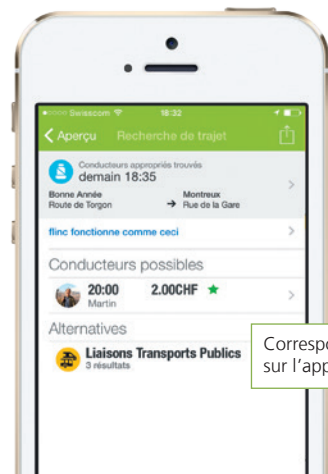 Swisscom 18:32
Aperçu Recherche de trajet
Conducteurs appropriés trouvés
demain 18:35
Bonne Année Montreux
Route de Torgon → Rue de la Gare
flinc fonctionne comme ceci
Conducteurs possibles
20:00 2.00CHF
Martin
Alternatives
Liaisons Transports Publics
3 résultats
sur l'app